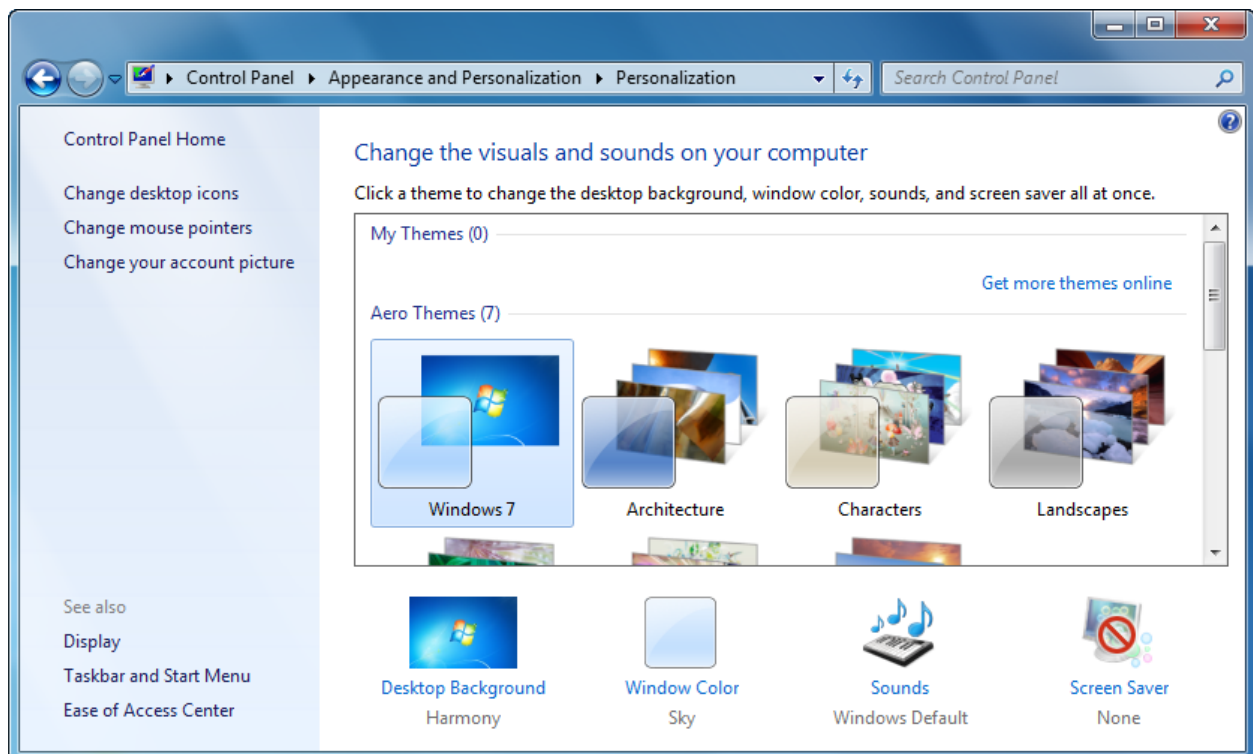 Control Panel Appearance and Personalization Personalization
Search Control Panel
Control Panel Home
Change desktop icons
Change mouse pointers
Change your account picture
See also
Display
Taskbar and Start Menu
Ease of Access Center
Change the visuals and sounds on your computer
Click a theme to change the desktop background, window color, sounds, and screen saver all at once.
My Themes (0)
Get more themes online
Aero Themes (7)
Windows 7 Architecture Characters Landscapes
Desktop Background Window Color Sounds Screen Saver
Harmony Sky Windows Default None